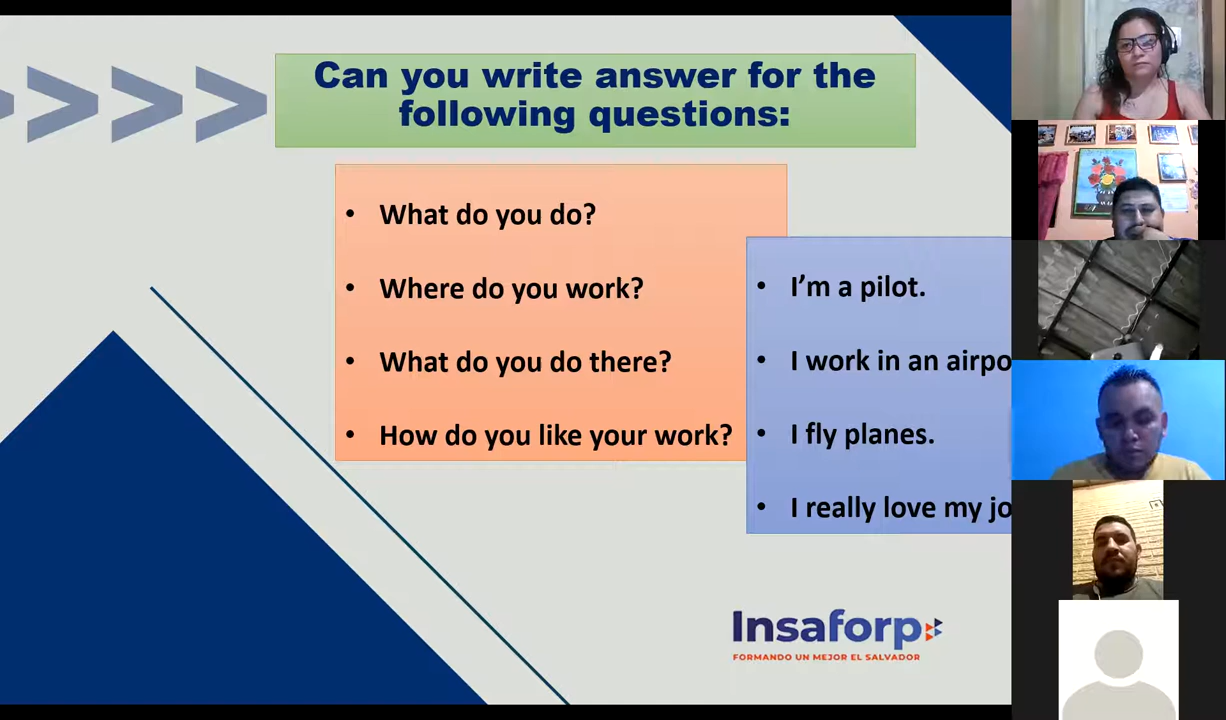 Can you write answer for the
following questions:
• What do you do?
• Where do you work?
• What do you do there?
• How do you like your work?
• I'm a pilot.
• I work in an airpo
• I fly planes.
• I really love my jo
Insaforp
FORMANDO UN MEJOR EL SALVADOR